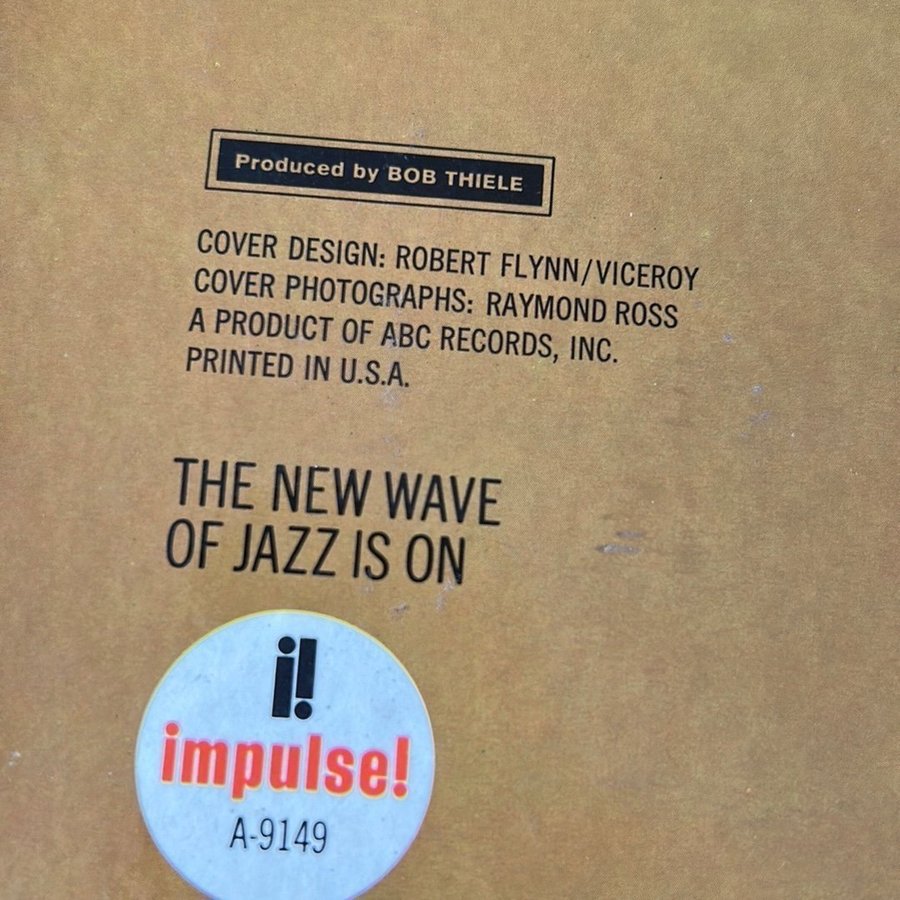 Produced by BOB THIELE
COVER DESIGN: ROBERT FLYNN/VICEROY
COVER PHOTOGRAPHS: RAYMOND ROSS
A PRODUCT OF ABC RECORDS, INC.
PRINTED IN U.S.A.
THE NEW WAVE
OF JAZZ IS ON
i!
impulse!
A-9149